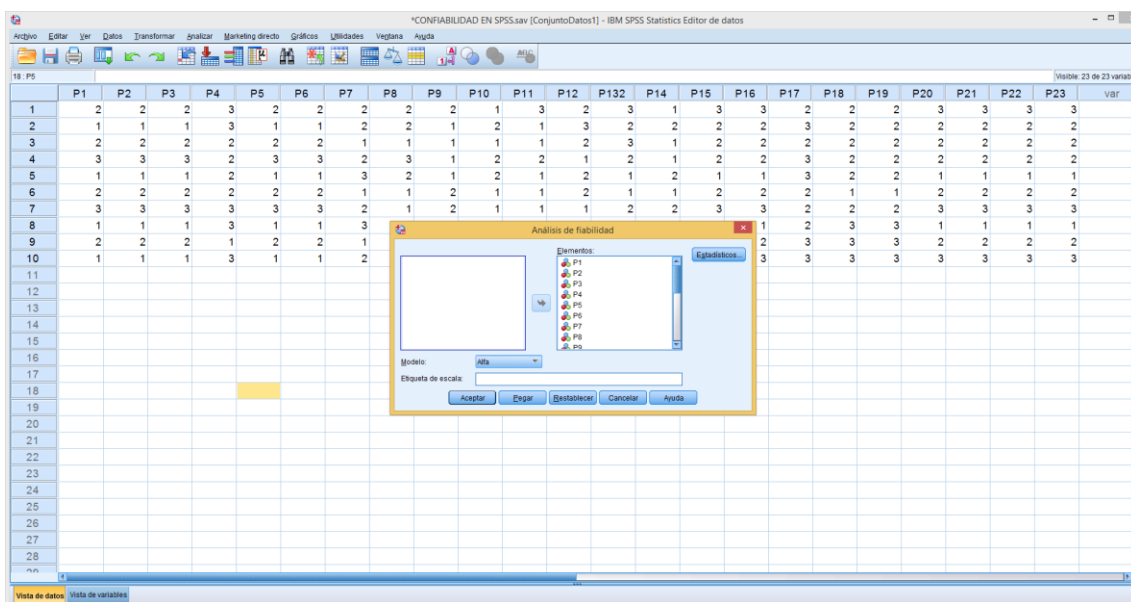 *CONFIABILIDAD EN SPSS.sav [ConjuntoDatos1] - IBM SPSS Statistics Editor de datos
Archivo Editar Ver Datos Transformar Analizar Marketing directo Gráficos Utilidades Ventana Ayuda
18 : P5 Visible: 23 de 23 variab
P1 P2 P3 P4 P5 P6 P7 P8 P9 P10 P11 P12 P132 P14 P15 P16 P17 P18 P19 P20 P21 P22 P23 var
1 2 2 2 3 2 2 2 2 2 1 3 2 3 1 3 3 2 2 2 3 3 3 3
2 1 1 1 3 1 1 2 2 1 2 1 3 2 2 2 2 3 2 2 2 2 2 2
3 2 2 2 2 2 2 1 1 1 1 1 2 3 1 2 2 2 2 2 2 2 2 2
4 3 3 3 2 3 3 2 3 1 2 2 1 2 1 2 2 3 2 2 2 2 2 2
5 1 1 1 2 1 1 3 2 1 2 1 2 1 2 1 1 3 2 2 1 1 1 1
6 2 2 2 2 2 2 1 1 2 1 1 2 1 1 2 2 2 1 1 2 2 2 2
7 3 3 3 3 3 3 2 1 2 1 1 1 2 2 3 3 2 2 2 3 3 3 3
8 1 1 1 3 1 1 3 1 2 3 3 1 1 1 1
9 2 2 2 1 2 2 1 2 3 3 3 2 2 2 2
10 1 1 1 3 1 1 2 3 3 3 3 3 3 3 3
11
12
13
14
15
16
17
18
19
20
21
22
23
24
25
26
27
28
Análisis de fiabilidad
Elementos:
P1
P2
P3
P4
P5
P6
P7
P8
P9
Estadísticos...
Modelo: Alfa
Etiqueta de escala:
Aceptar Pegar Restablecer Cancelar Ayuda
Vista de datos Vista de variables